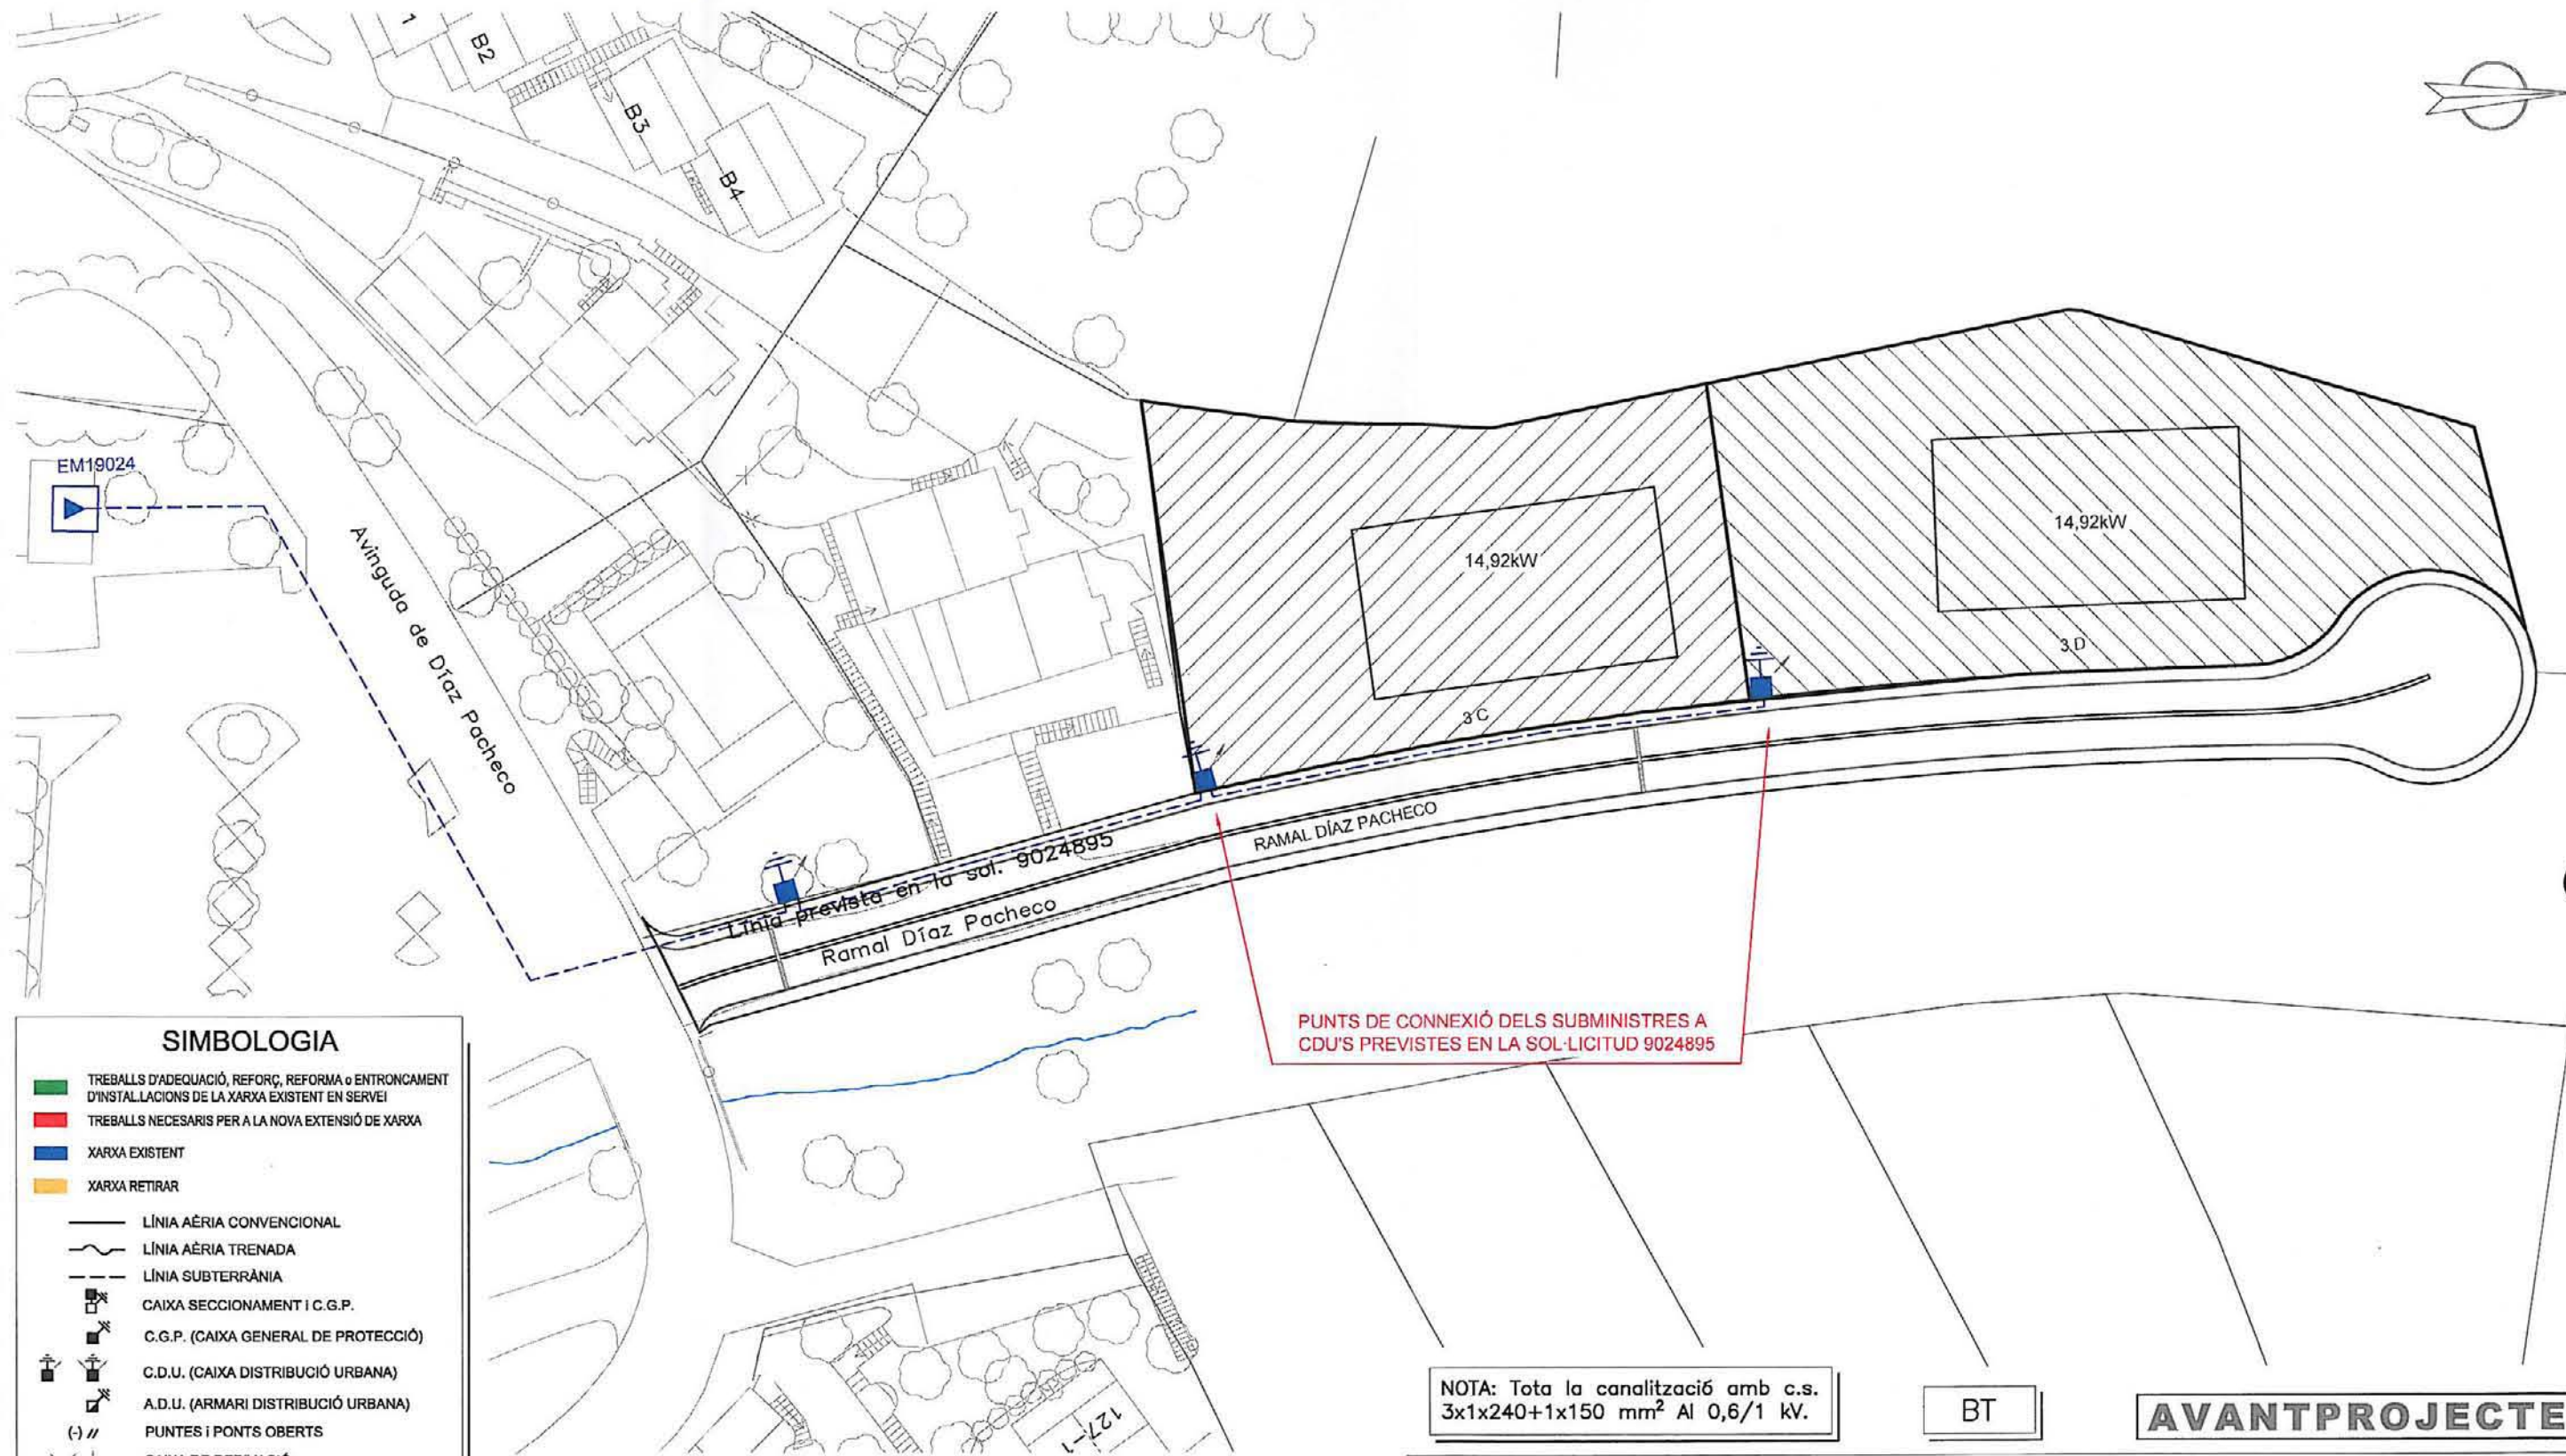 1
B2
B3
B4
EM19024
Avinguda de Díaz Pacheco
14,92kW
14,92kW
3 C
3 D
Línia prevista en la sol. 9024895
Ramal Díaz Pacheco
RAMAL DÍAZ PACHECO
PUNTS DE CONNEXIÓ DELS SUBMINISTRES A
CDU'S PREVISTES EN LA SOL·LICITUD 9024895
SIMBOLOGIA
TREBALLS D'ADEQUACIÓ, REFORÇ, REFORMA o ENTRONCAMENT
D'INSTAL.LACIONS DE LA XARXA EXISTENT EN SERVEI
TREBALLS NECESARIS PER A LA NOVA EXTENSIÓ DE XARXA
XARXA EXISTENT
XARXA RETIRAR
LÍNIA AÈRIA CONVENCIONAL
LÍNIA AÈRIA TRENADA
LÍNIA SUBTERRÀNIA
CAIXA SECCIONAMENT i C.G.P.
C.G.P. (CAIXA GENERAL DE PROTECCIÓ)
C.D.U. (CAIXA DISTRIBUCIÓ URBANA)
A.D.U. (ARMARI DISTRIBUCIÓ URBANA)
(-) // PUNTES i PONTS OBERTS
127-1
NOTA: Tota la canalització amb c.s.
3x1x240+1x150 mm² Al 0,6/1 kV.
BT
AVANTPROJECTE